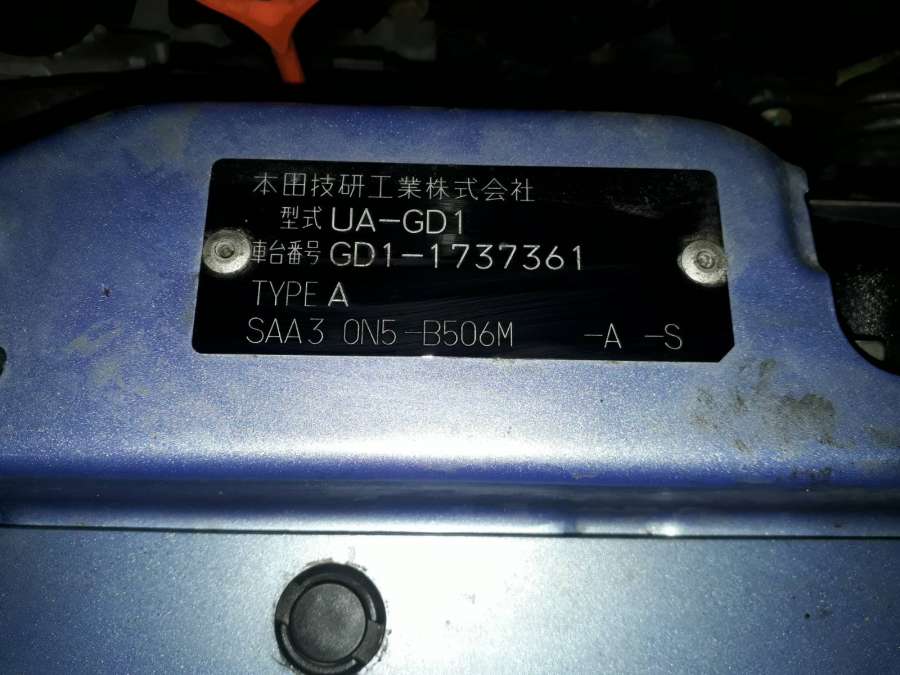 本田技研工業株式会社
型式 UA-GD1
車台番号 GD1-1737361
TYPE A
SAA3 0N5-B506M -A -S